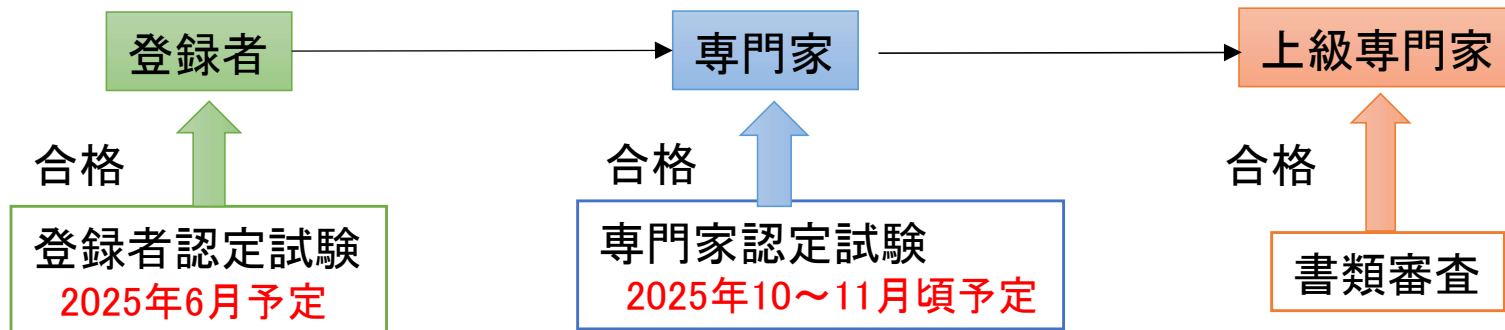 登録者
専門家
上級専門家
合格
合格
合格
登録者認定試験
2025年6月予定
専門家認定試験
2025年10～11月頃予定
書類審査